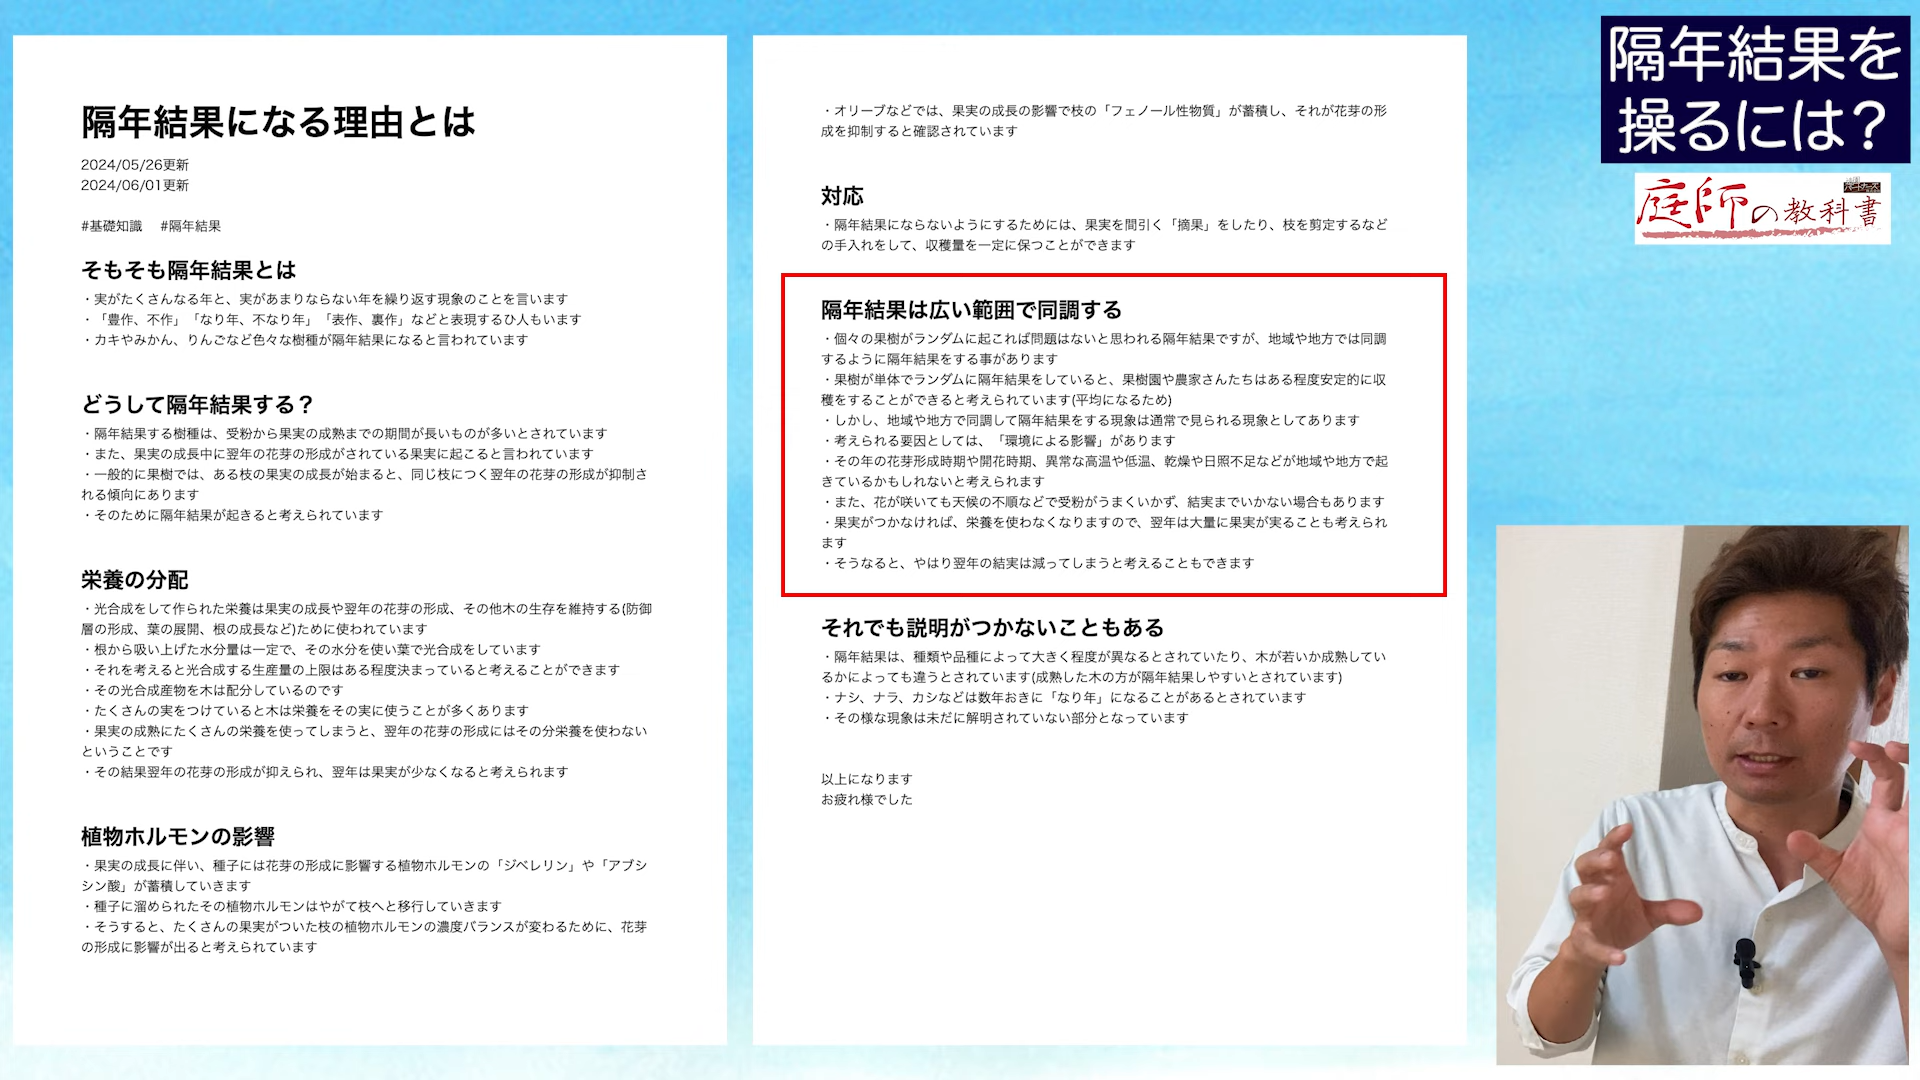 隔年結果になる理由とは
2024/05/26更新
2024/06/01更新
#基礎知識 #隔年結果
そもそも隔年結果とは
・実がたくさんなる年と、実があまりならない年を繰り返す現象のことを言います
・「豊作、不作」「なり年、不なり年」「表作、裏作」などと表現するひ人もいます
・カキやみかん、りんごなど色々な樹種が隔年結果になると言われています
どうして隔年結果する？
・隔年結果する樹種は、受粉から果実の成熟までの期間が長いものが多いとされています
・また、果実の成長中に翌年の花芽の形成がされている果実に起こると言われています
・一般的に果樹では、ある枝の果実の成長が始まると、同じ枝につく翌年の花芽の形成が抑制さ
れる傾向にあります
・そのために隔年結果が起きると考えられています
栄養の分配
・光合成をして作られた栄養は果実の成長や翌年の花芽の形成、その他木の生存を維持する(防御
層の形成、葉の展開、根の成長など)ために使われています
・根から吸い上げた水分量は一定で、その水分を使い葉で光合成をしています
・それを考えると光合成する生産量の上限はある程度決まっていると考えることができます
・その光合成産物を木は配分しているのです
・たくさんの実をつけていると木は栄養をその実に使うことが多くあります
・果実の成熟にたくさんの栄養を使ってしまうと、翌年の花芽の形成にはその分栄養を使わない
ということです
・その結果翌年の花芽の形成が抑えられ、翌年は果実が少なくなると考えられます
植物ホルモンの影響
・果実の成長に伴い、種子には花芽の形成に影響する植物ホルモンの「ジベレリン」や「アブシ
シン酸」が蓄積していきます
・種子に溜められたその植物ホルモンはやがて枝へと移行していきます
・そうすると、たくさんの果実がついた枝の植物ホルモンの濃度バランスが変わるために、花芽
の形成に影響が出ると考えられています
・オリーブなどでは、果実の成長の影響で枝の「フェノール性物質」が蓄積し、それが花芽の形
成を抑制すると確認されています
対応
・隔年結果にならないようにするためには、果実を間引く「摘果」をしたり、枝を剪定するなど
の手入れをして、収穫量を一定に保つことができます
隔年結果は広い範囲で同調する
・個々の果樹がランダムに起これば問題はないと思われる隔年結果ですが、地域や地方では同調
するように隔年結果をする事があります
・果樹が単体でランダムに隔年結果をしていると、果樹園や農家さんたちはある程度安定的に収
穫をすることができると考えられています(平均になるため)
・しかし、地域や地方で同調して隔年結果をする現象は通常で見られる現象としてあります
・考えられる要因としては、「環境による影響」があります
・その年の花芽形成時期や開花時期、異常な高温や低温、乾燥や日照不足などが地域や地方で起
きているかもしれないと考えられます
・また、花が咲いても天候の不順などで受粉がうまくいかず、結実までいかない場合もあります
・果実がつかなければ、栄養を使わなくなりますので、翌年は大量に果実が実ることも考えられ
ます
・そうなると、やはり翌年の結実は減ってしまうと考えることもできます
それでも説明がつかないこともある
・隔年結果は、種類や品種によって大きく程度が異なるとされていたり、木が若いか成熟してい
るかによっても違うとされています(成熟した木の方が隔年結果しやすいとされています)
・ナシ、ナラ、カシなどは数年おきに「なり年」になることがあるとされています
・その様な現象は未だに解明されていない部分となっています
以上になります
お疲れ様でした
隔年結果を
操るには？
庭師の教科書